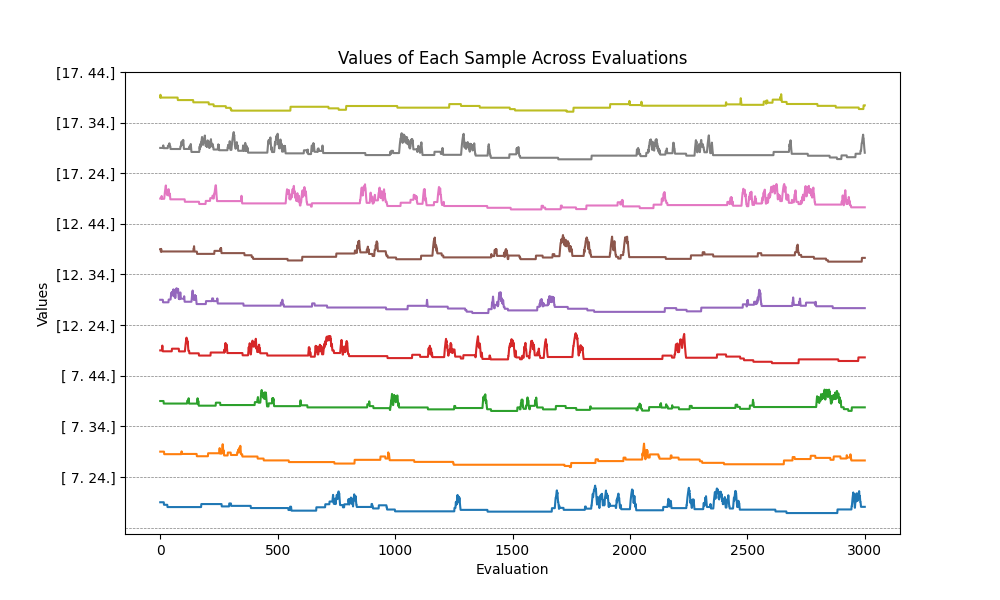 Values of Each Sample Across Evaluations
[17. 44.]
[17. 34.]
[17. 24.]
[12. 44.]
[12. 34.]
[12. 24.]
[ 7. 44.]
[ 7. 34.]
[ 7. 24.]
Values
0 500 1000 1500 2000 2500 3000
Evaluation